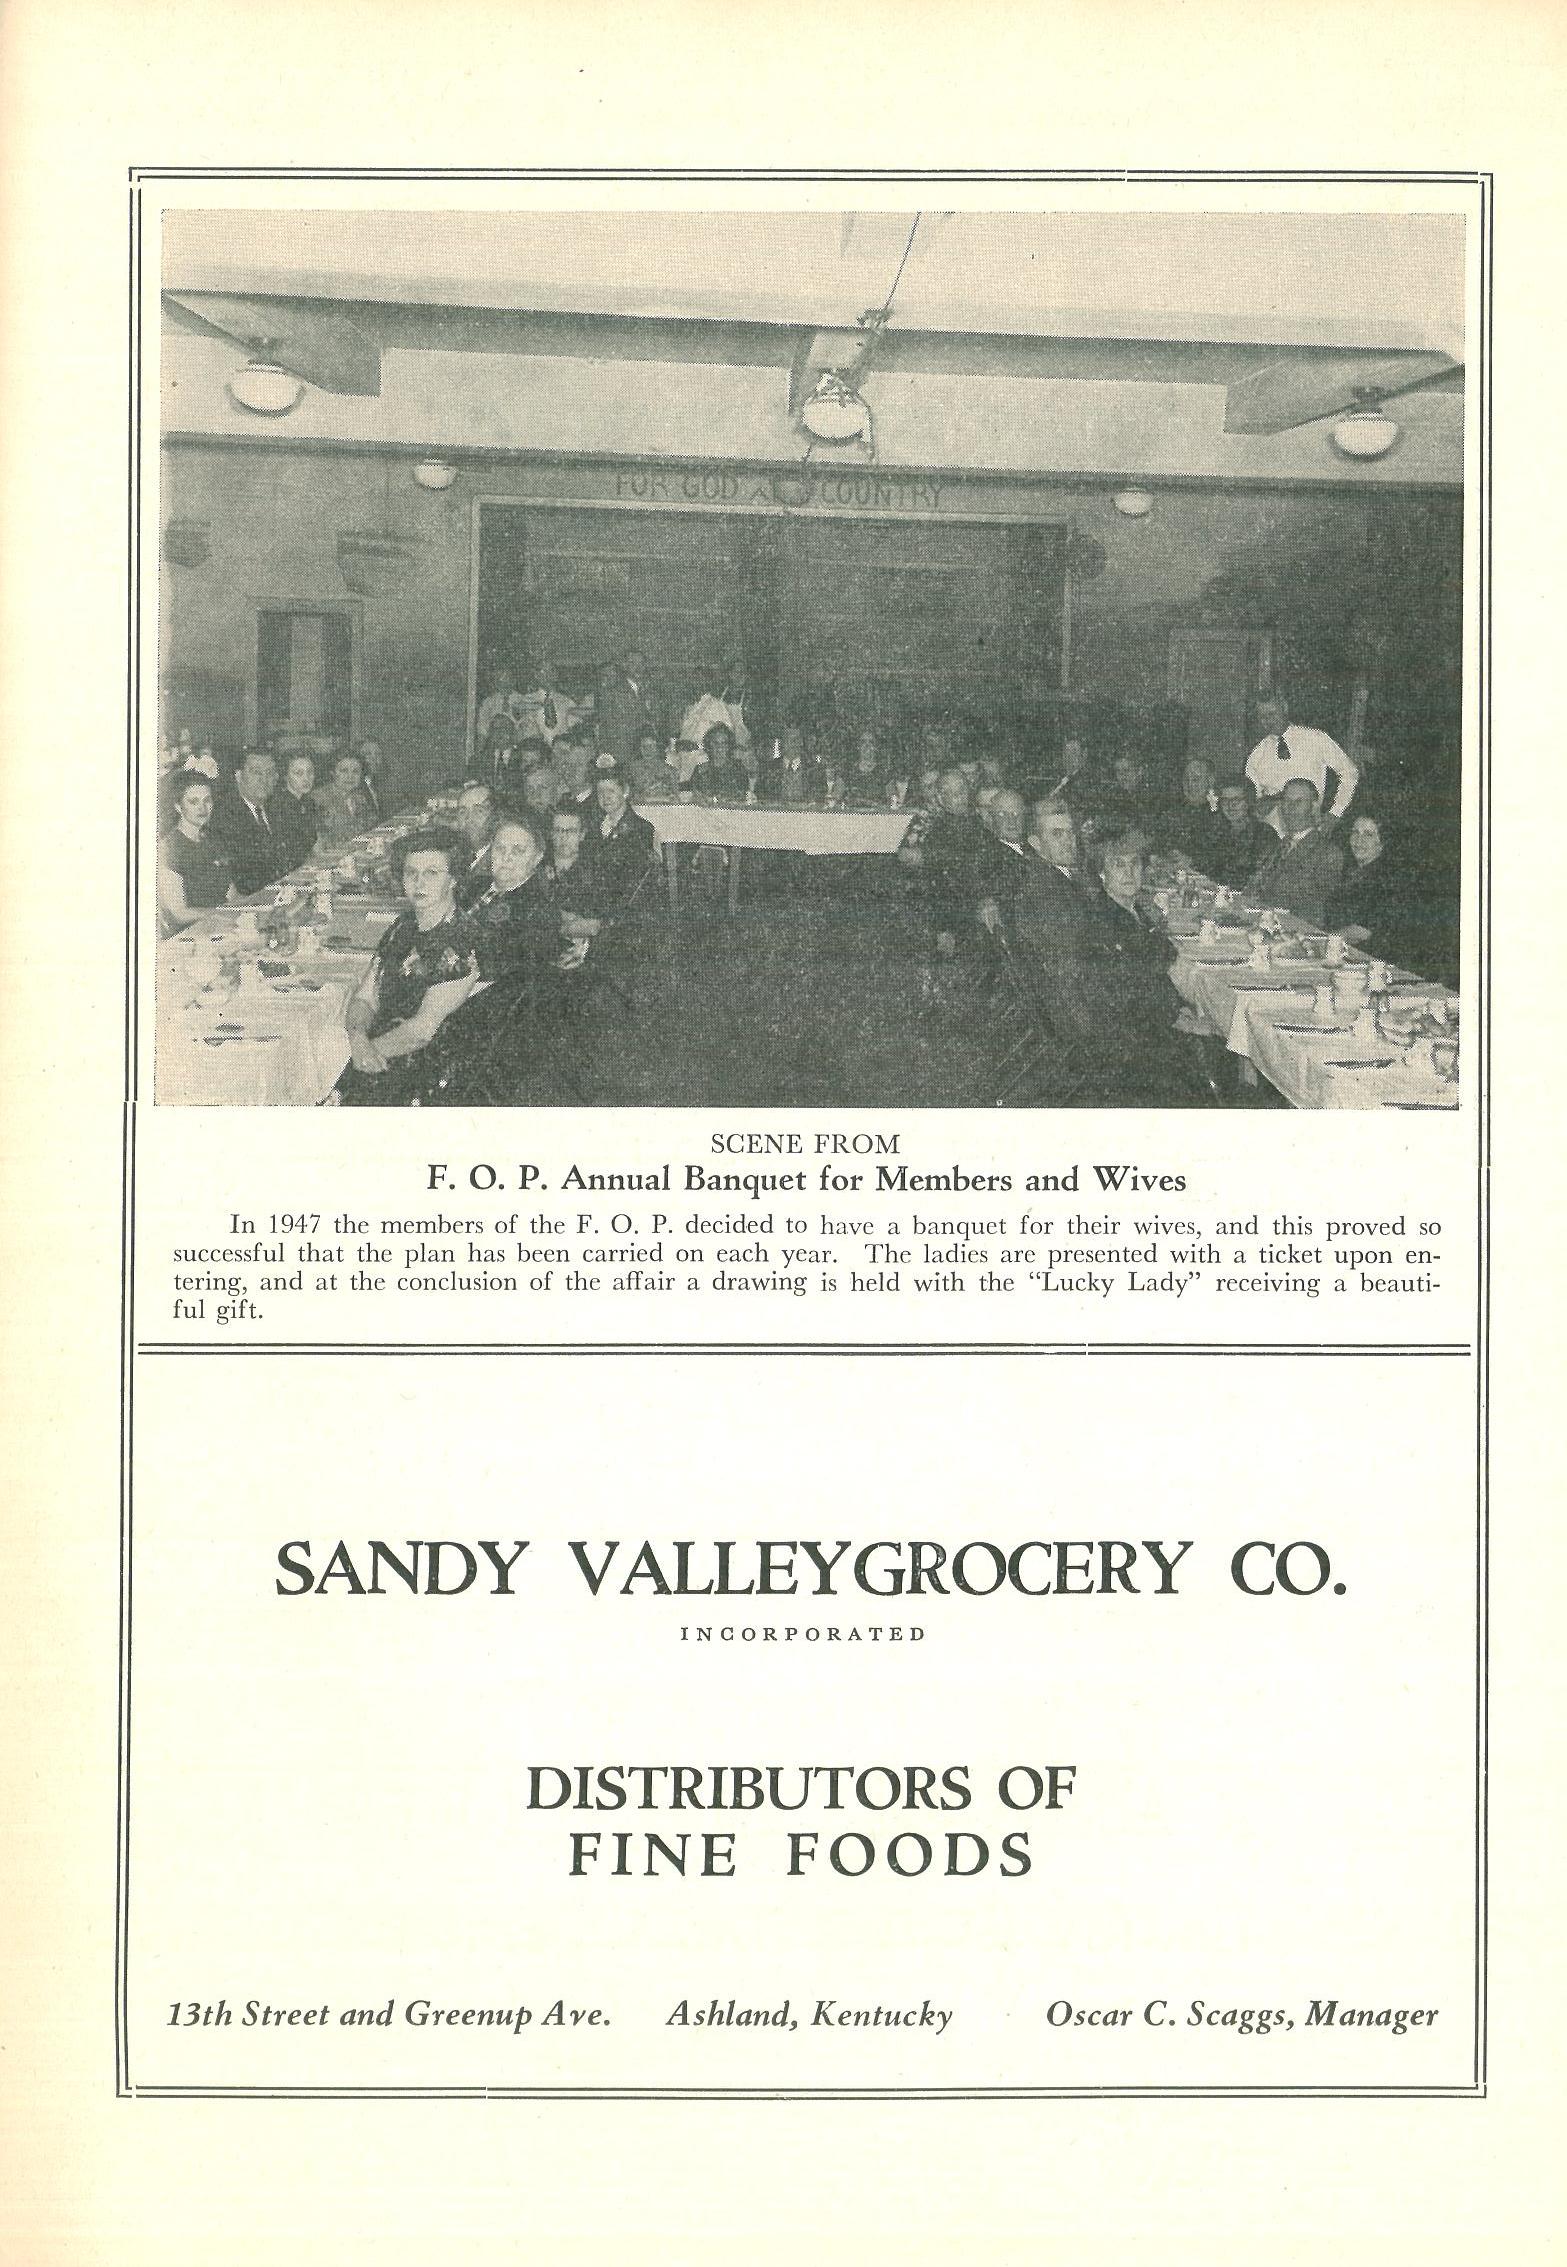 FOR GOD AND COUNTRY
SCENE FROM
F. O. P. Annual Banquet for Members and Wives
In 1947 the members of the F. O. P. decided to have a banquet for their wives, and this proved so
successful that the plan has been carried on each year. The ladies are presented with a ticket upon en-
tering, and at the conclusion of the affair a drawing is held with the “Lucky Lady” receiving a beauti-
ful gift.
SANDY VALLEYGROCERY CO.
INCORPORATED
DISTRIBUTORS OF
FINE FOODS
13th Street and Greenup Ave. Ashland, Kentucky Oscar C. Scaggs, Manager